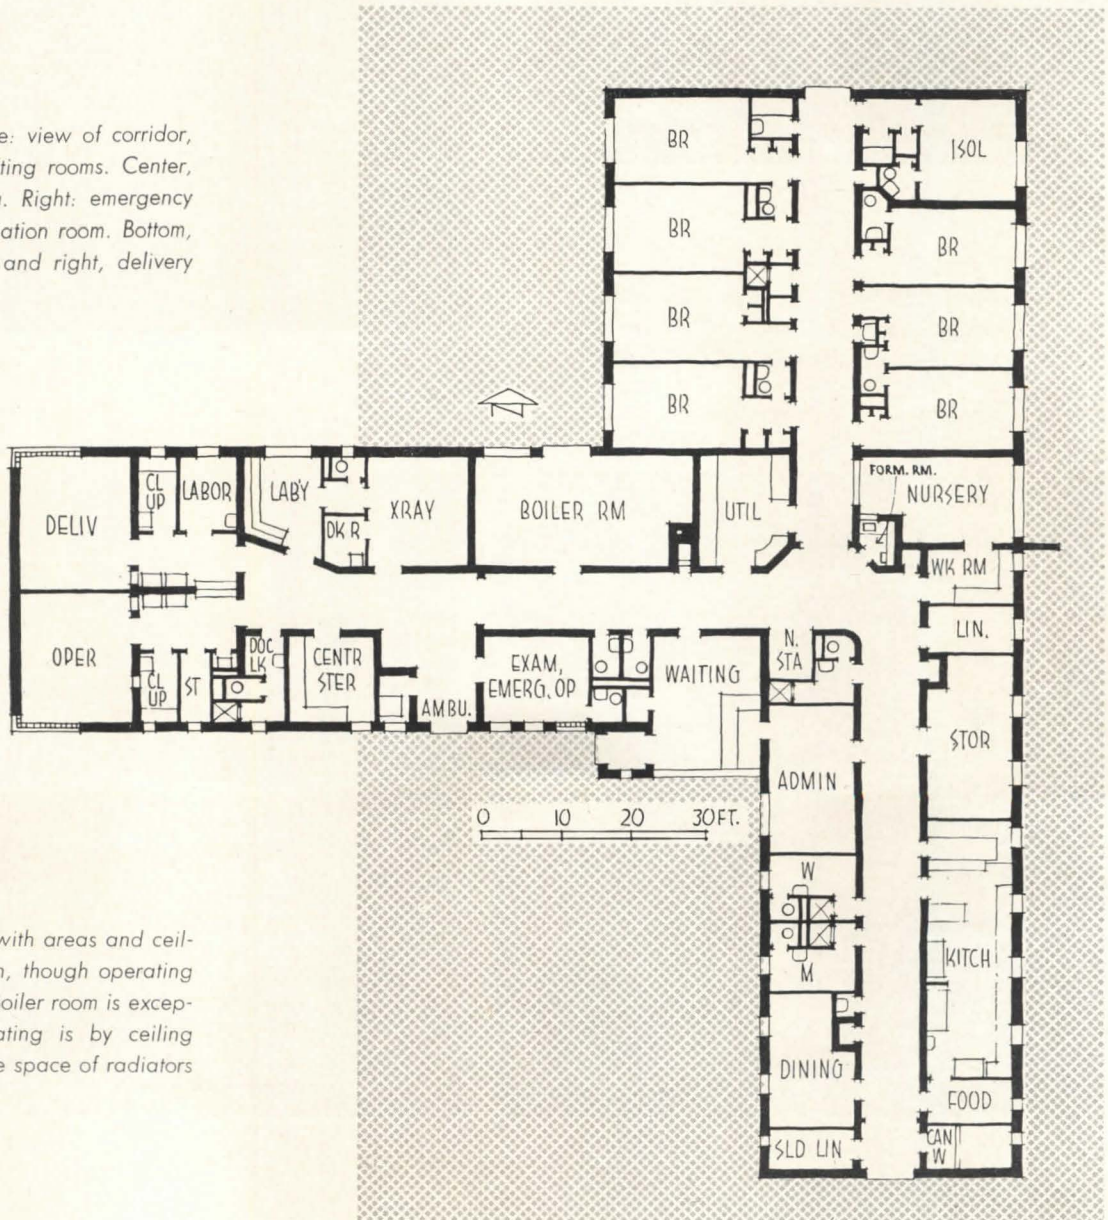 e: view of corridor,
ting rooms. Center,
Right: emergency
ation room. Bottom,
and right, delivery
BR
ISOL
BR
BR
BR
BR
BR
BR
FORM. RM.
NURSERY
CL
UP
LABOR
LAB'Y
XRAY
BOILER RM
UTIL
DELIV
DK R
WK RM
LIN.
OPER
CL
UP
ST
DOC
LK
CENTR
STER
AMBU.
EXAM,
EMERG. OP
WAITING
N.
STA
STOR
ADMIN
0 10 20 30 FT.
W
M
KITCH
DINING
FOOD
SLD LIN
CAN
W
with areas and ceil-
n, though operating
oiler room is excep-
ating is by ceiling
e space of radiators